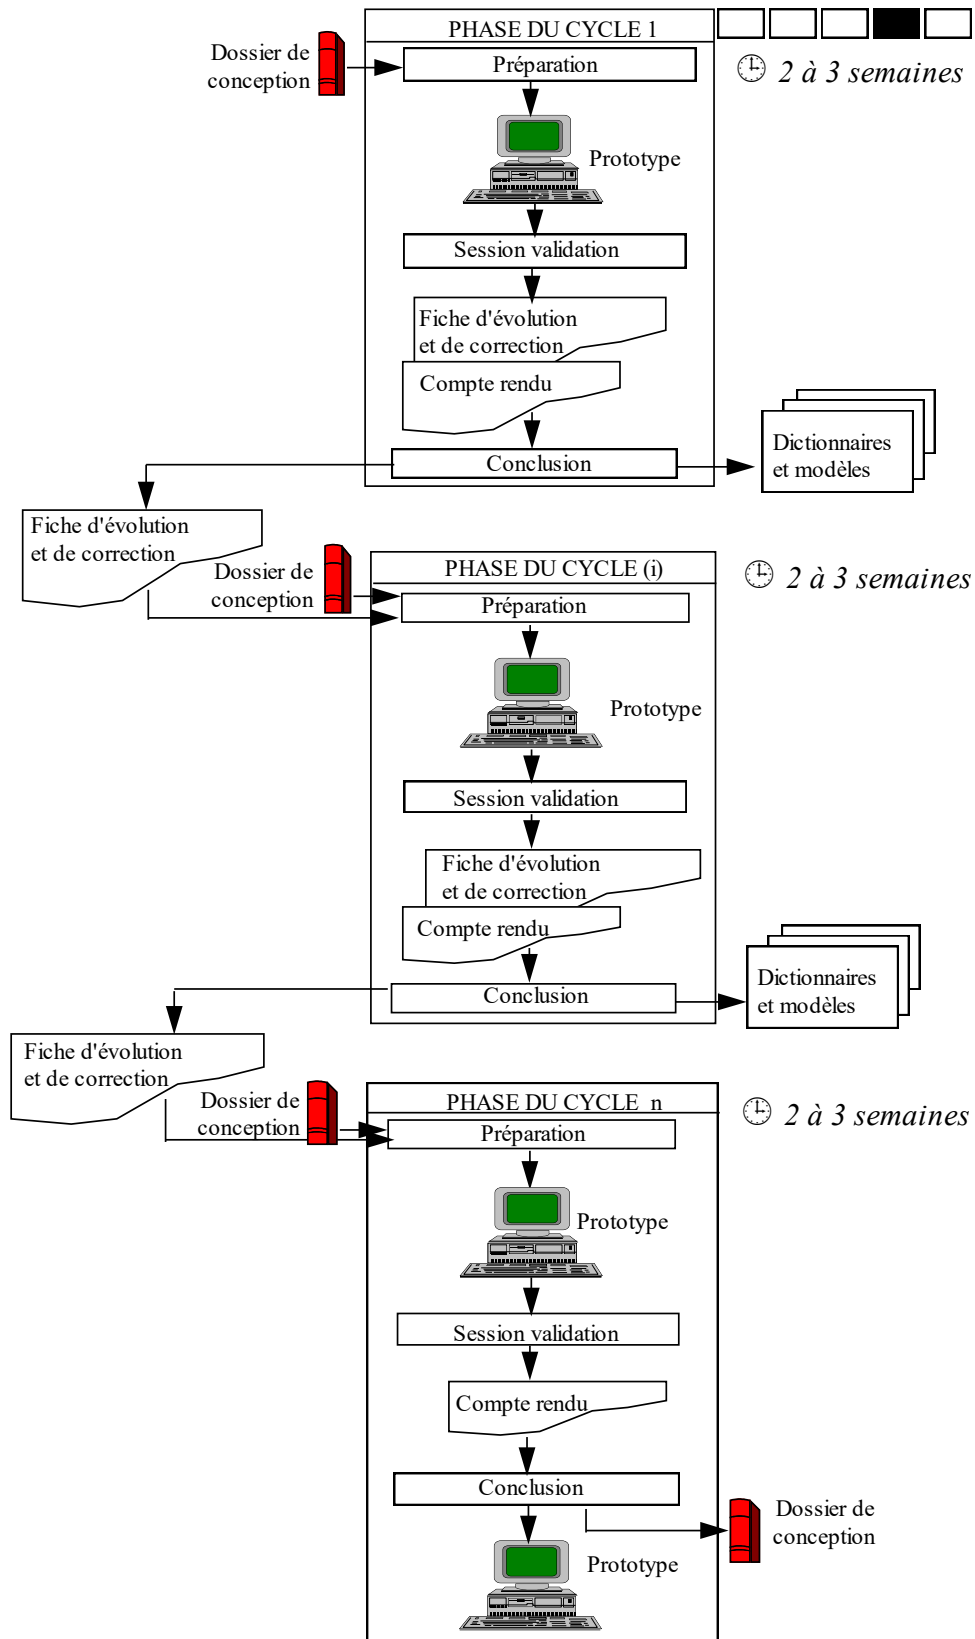 PHASE DU CYCLE 1
Dossier de
conception
Préparation
2 à 3 semaines
Prototype
Session validation
Fiche d'évolution
et de correction
Compte rendu
Conclusion
Dictionnaires
et modèles
Fiche d'évolution
et de correction
Dossier de
conception
PHASE DU CYCLE (i)
2 à 3 semaines
Préparation
Prototype
Session validation
Fiche d'évolution
et de correction
Compte rendu
Conclusion
Dictionnaires
et modèles
Fiche d'évolution
et de correction
Dossier de
conception
PHASE DU CYCLE n
2 à 3 semaines
Préparation
Prototype
Session validation
Compte rendu
Conclusion
Dossier de
conception
Prototype